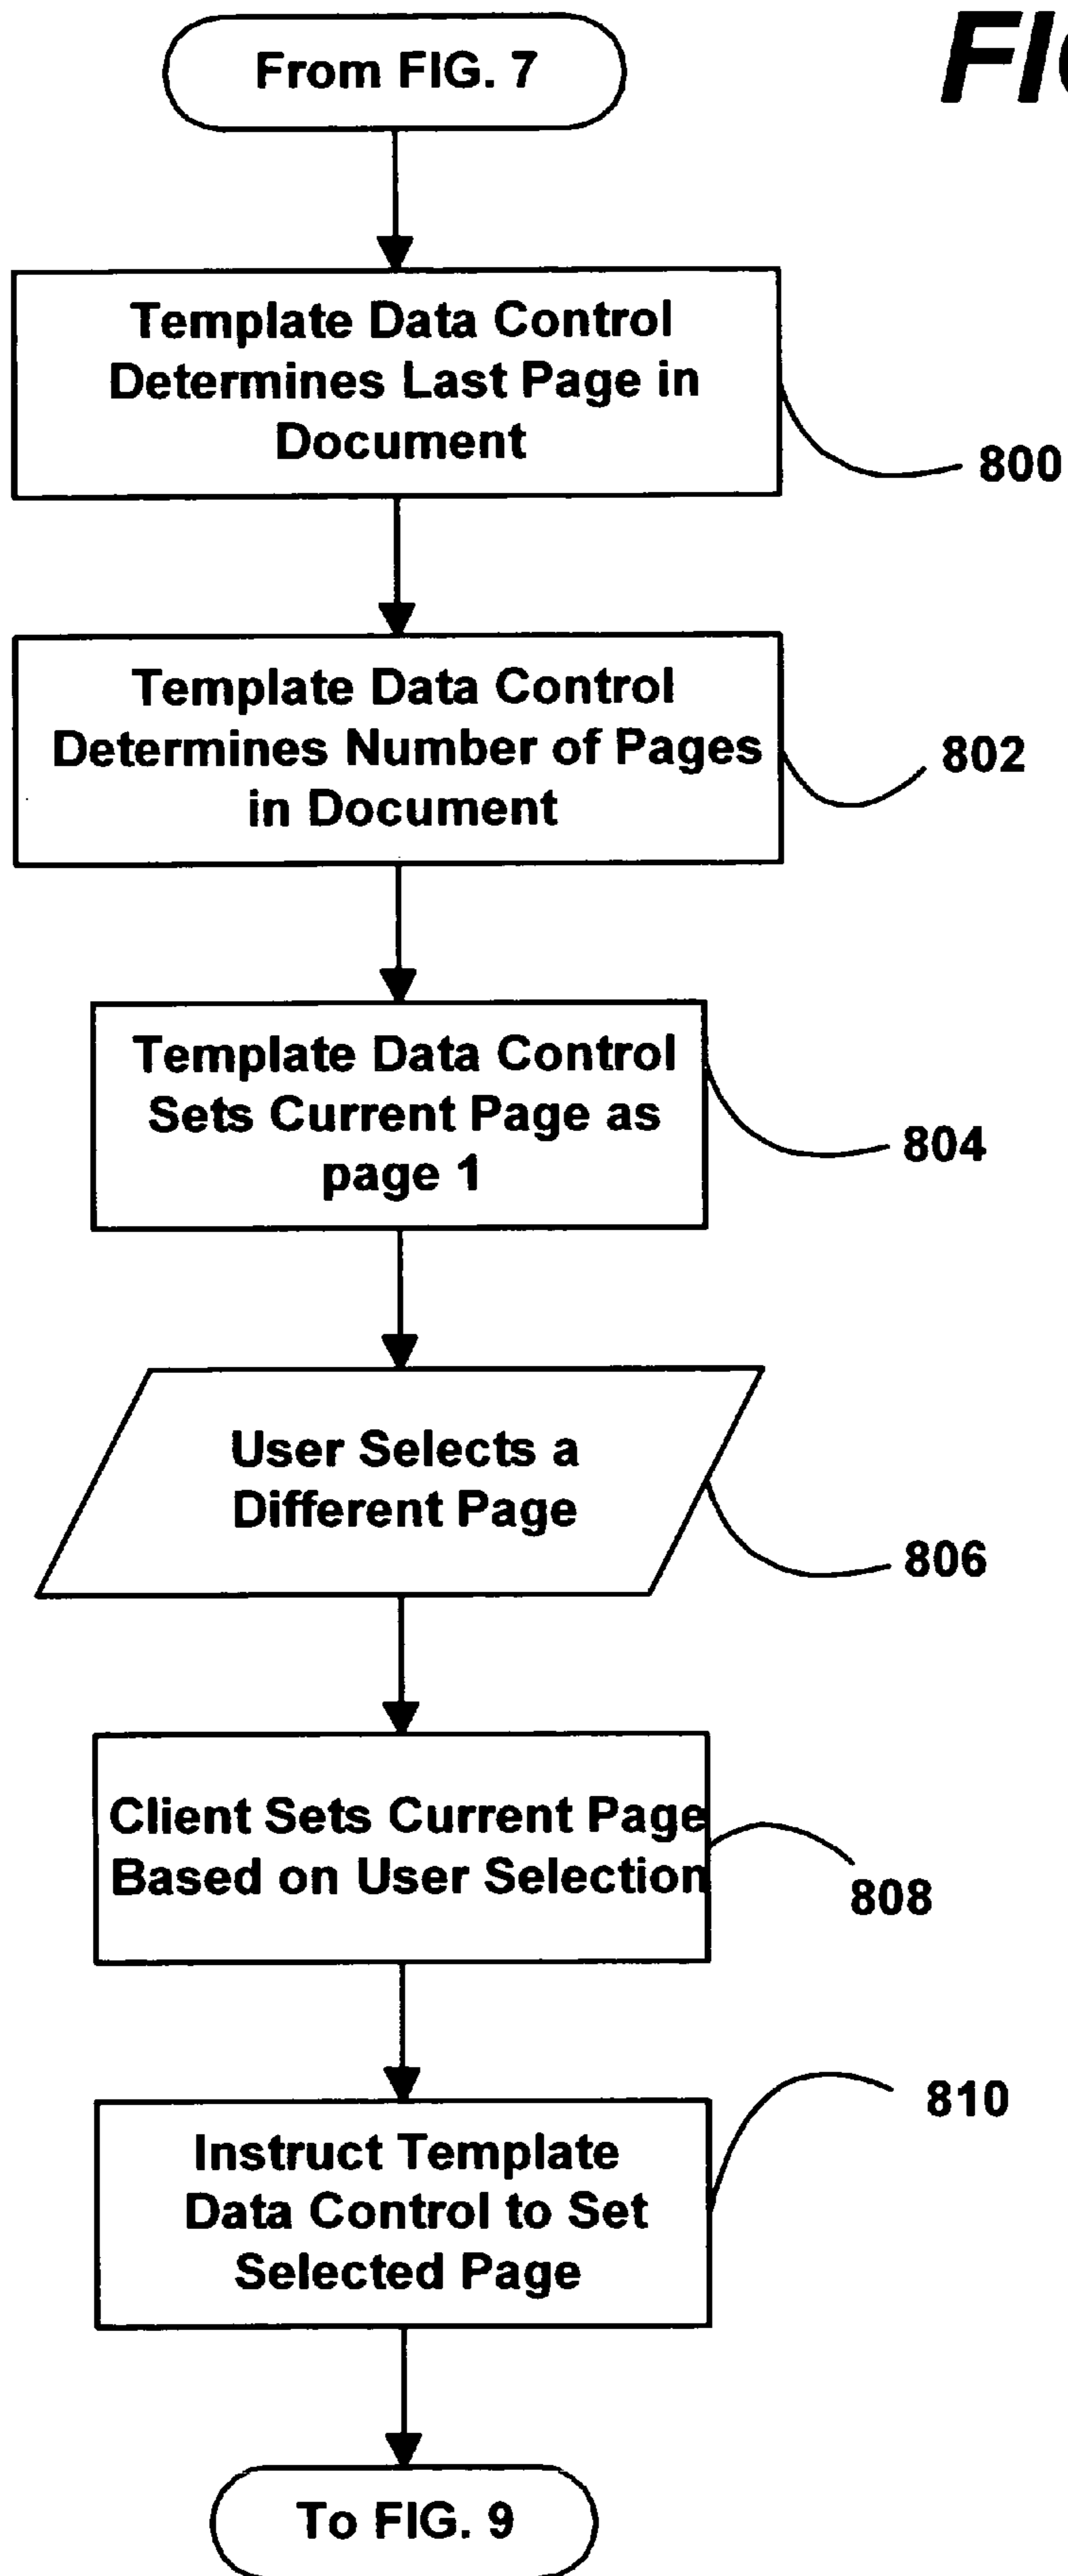 From FIG. 7
Template Data Control
Determines Last Page in
Document
800
Template Data Control
Determines Number of Pages
in Document
802
Template Data Control
Sets Current Page as
page 1
804
User Selects a
Different Page
806
Client Sets Current Page
Based on User Selection
808
Instruct Template
Data Control to Set
Selected Page
810
To FIG. 9